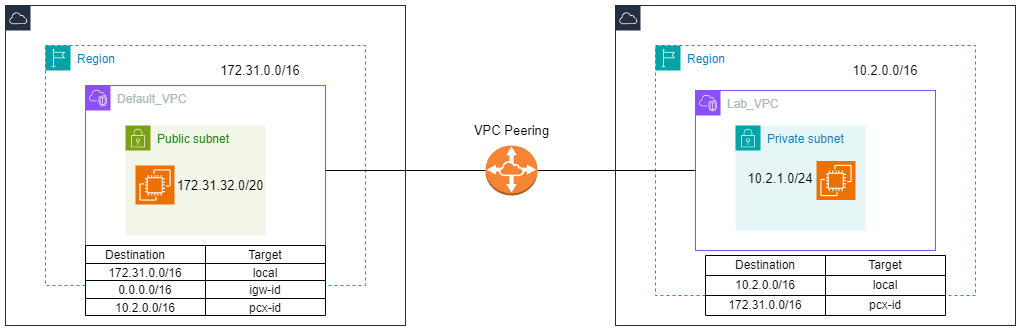 Region
172.31.0.0/16
Default_VPC
Public subnet
172.31.32.0/20
Destination Target
172.31.0.0/16 local
0.0.0.0/16 igw-id
10.2.0.0/16 pcx-id
VPC Peering
Region
10.2.0.0/16
Lab_VPC
Private subnet
10.2.1.0/24
Destination Target
10.2.0.0/16 local
172.31.0.0/16 pcx-id